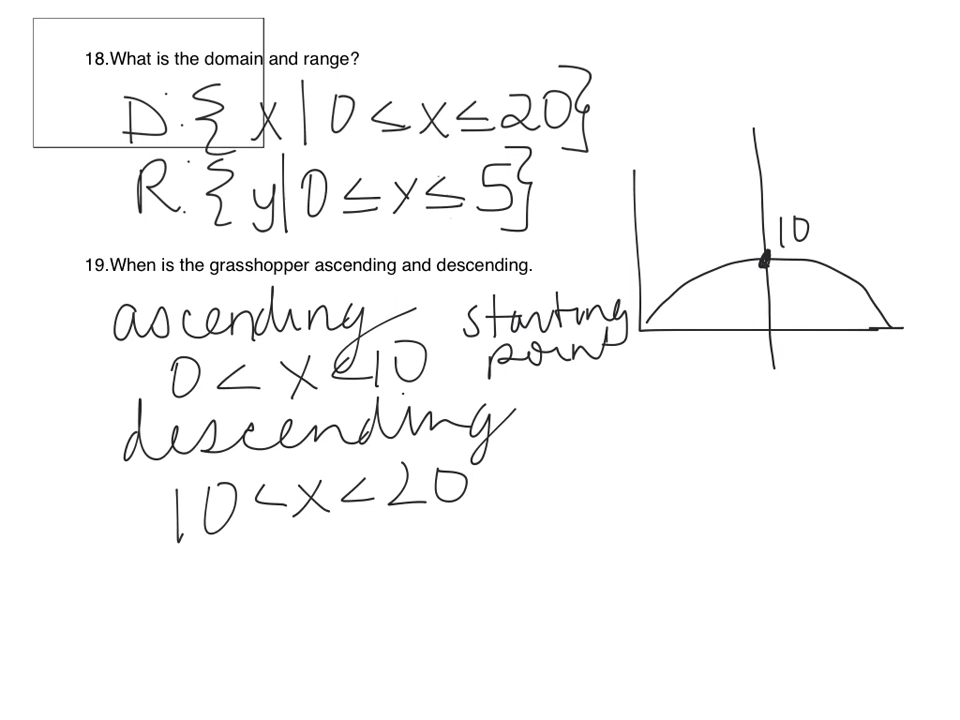 18.What is the domain and range?
D:{x|0≤x≤20}
R:{y|0≤y≤5}
10
19.When is the grasshopper ascending and descending.
ascending
starting
point
0<x<10
descending
10<x<20